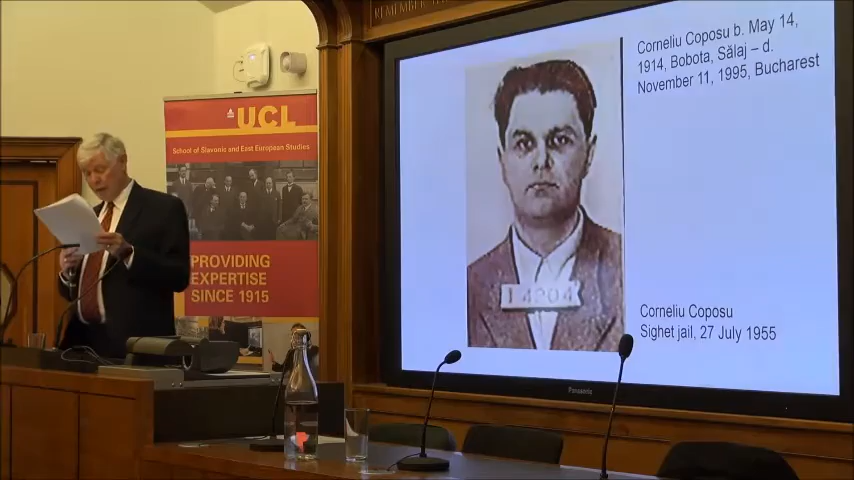 Corneliu Coposu b. May 14,
1914, Bobota, Sălaj – d.
November 11, 1995, Bucharest
UCL
School of Slavonic and East European Studies
PROVIDING
EXPERTISE
SINCE 1915
Corneliu Coposu
Sighet jail, 27 July 1955
Panasonic